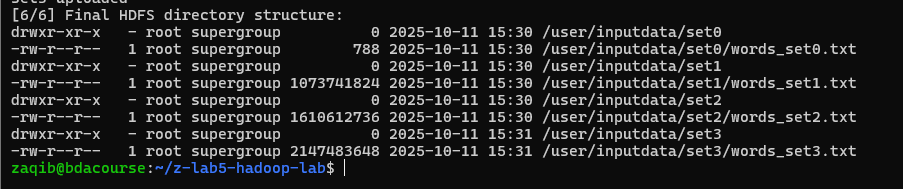 sets uploaded
[6/6] Final HDFS directory structure:
drwxr-xr-x   - root supergroup          0 2025-10-11 15:30 /user/inputdata/set0
-rw-r--r--   1 root supergroup        788 2025-10-11 15:30 /user/inputdata/set0/words_set0.txt
drwxr-xr-x   - root supergroup          0 2025-10-11 15:30 /user/inputdata/set1
-rw-r--r--   1 root supergroup 1073741824 2025-10-11 15:30 /user/inputdata/set1/words_set1.txt
drwxr-xr-x   - root supergroup          0 2025-10-11 15:30 /user/inputdata/set2
-rw-r--r--   1 root supergroup 1610612736 2025-10-11 15:30 /user/inputdata/set2/words_set2.txt
drwxr-xr-x   - root supergroup          0 2025-10-11 15:31 /user/inputdata/set3
-rw-r--r--   1 root supergroup 2147483648 2025-10-11 15:31 /user/inputdata/set3/words_set3.txt
zaqib@bdacourse:~/z-lab5-hadoop-lab$